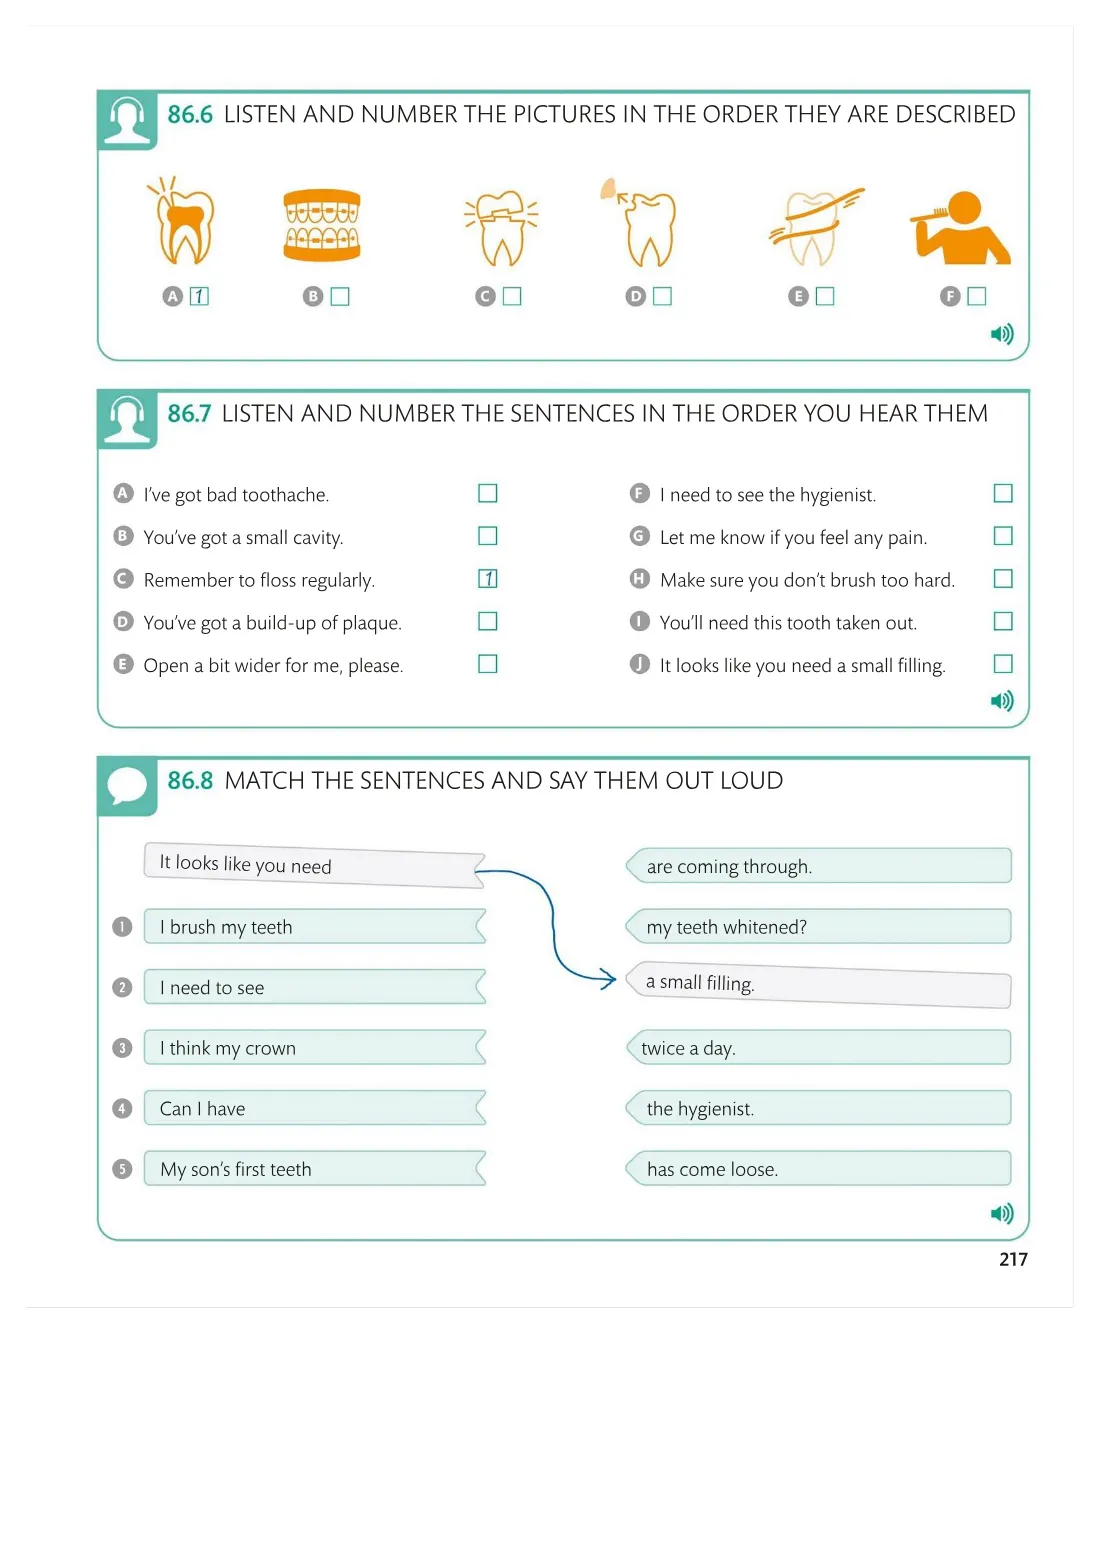 86.6 LISTEN AND NUMBER THE PICTURES IN THE ORDER THEY ARE DESCRIBED
A 1 B C D E F
86.7 LISTEN AND NUMBER THE SENTENCES IN THE ORDER YOU HEAR THEM
A I've got bad toothache.
B You've got a small cavity.
C Remember to floss regularly. 1
D You've got a build-up of plaque.
E Open a bit wider for me, please.
F I need to see the hygienist.
G Let me know if you feel any pain.
H Make sure you don't brush too hard.
I You'll need this tooth taken out.
J It looks like you need a small filling.
86.8 MATCH THE SENTENCES AND SAY THEM OUT LOUD
It looks like you need
1 I brush my teeth
2 I need to see
3 I think my crown
4 Can I have
5 My son's first teeth
are coming through.
my teeth whitened?
a small filling.
twice a day.
the hygienist.
has come loose.
217